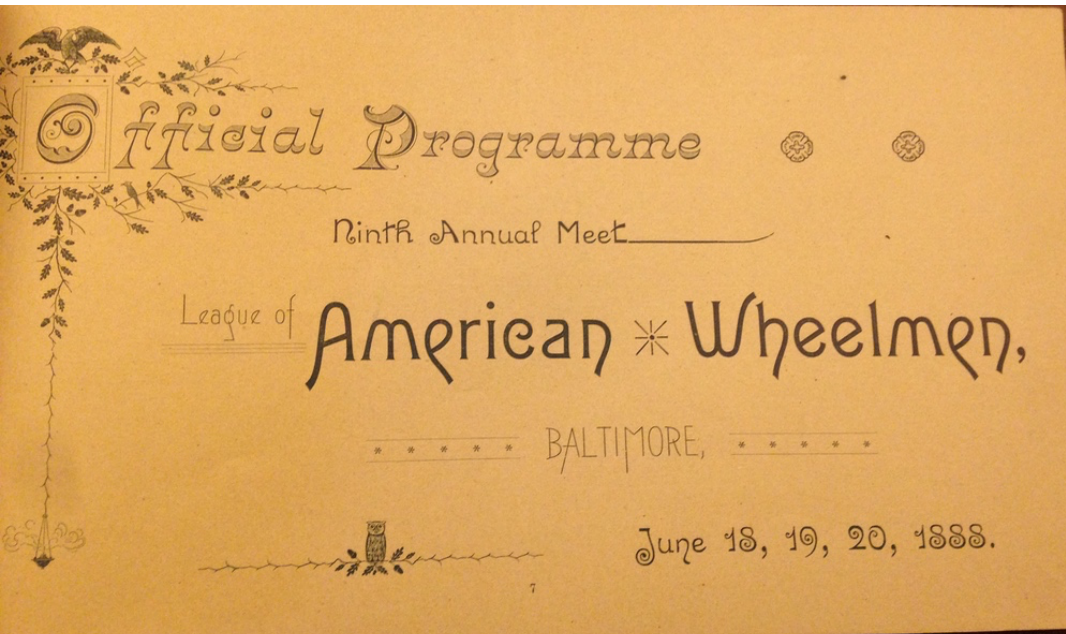 Official Programme
Ninth Annual Meet
League of American Wheelmen,
BALTIMORE,
June 18, 19, 20, 1888.
7